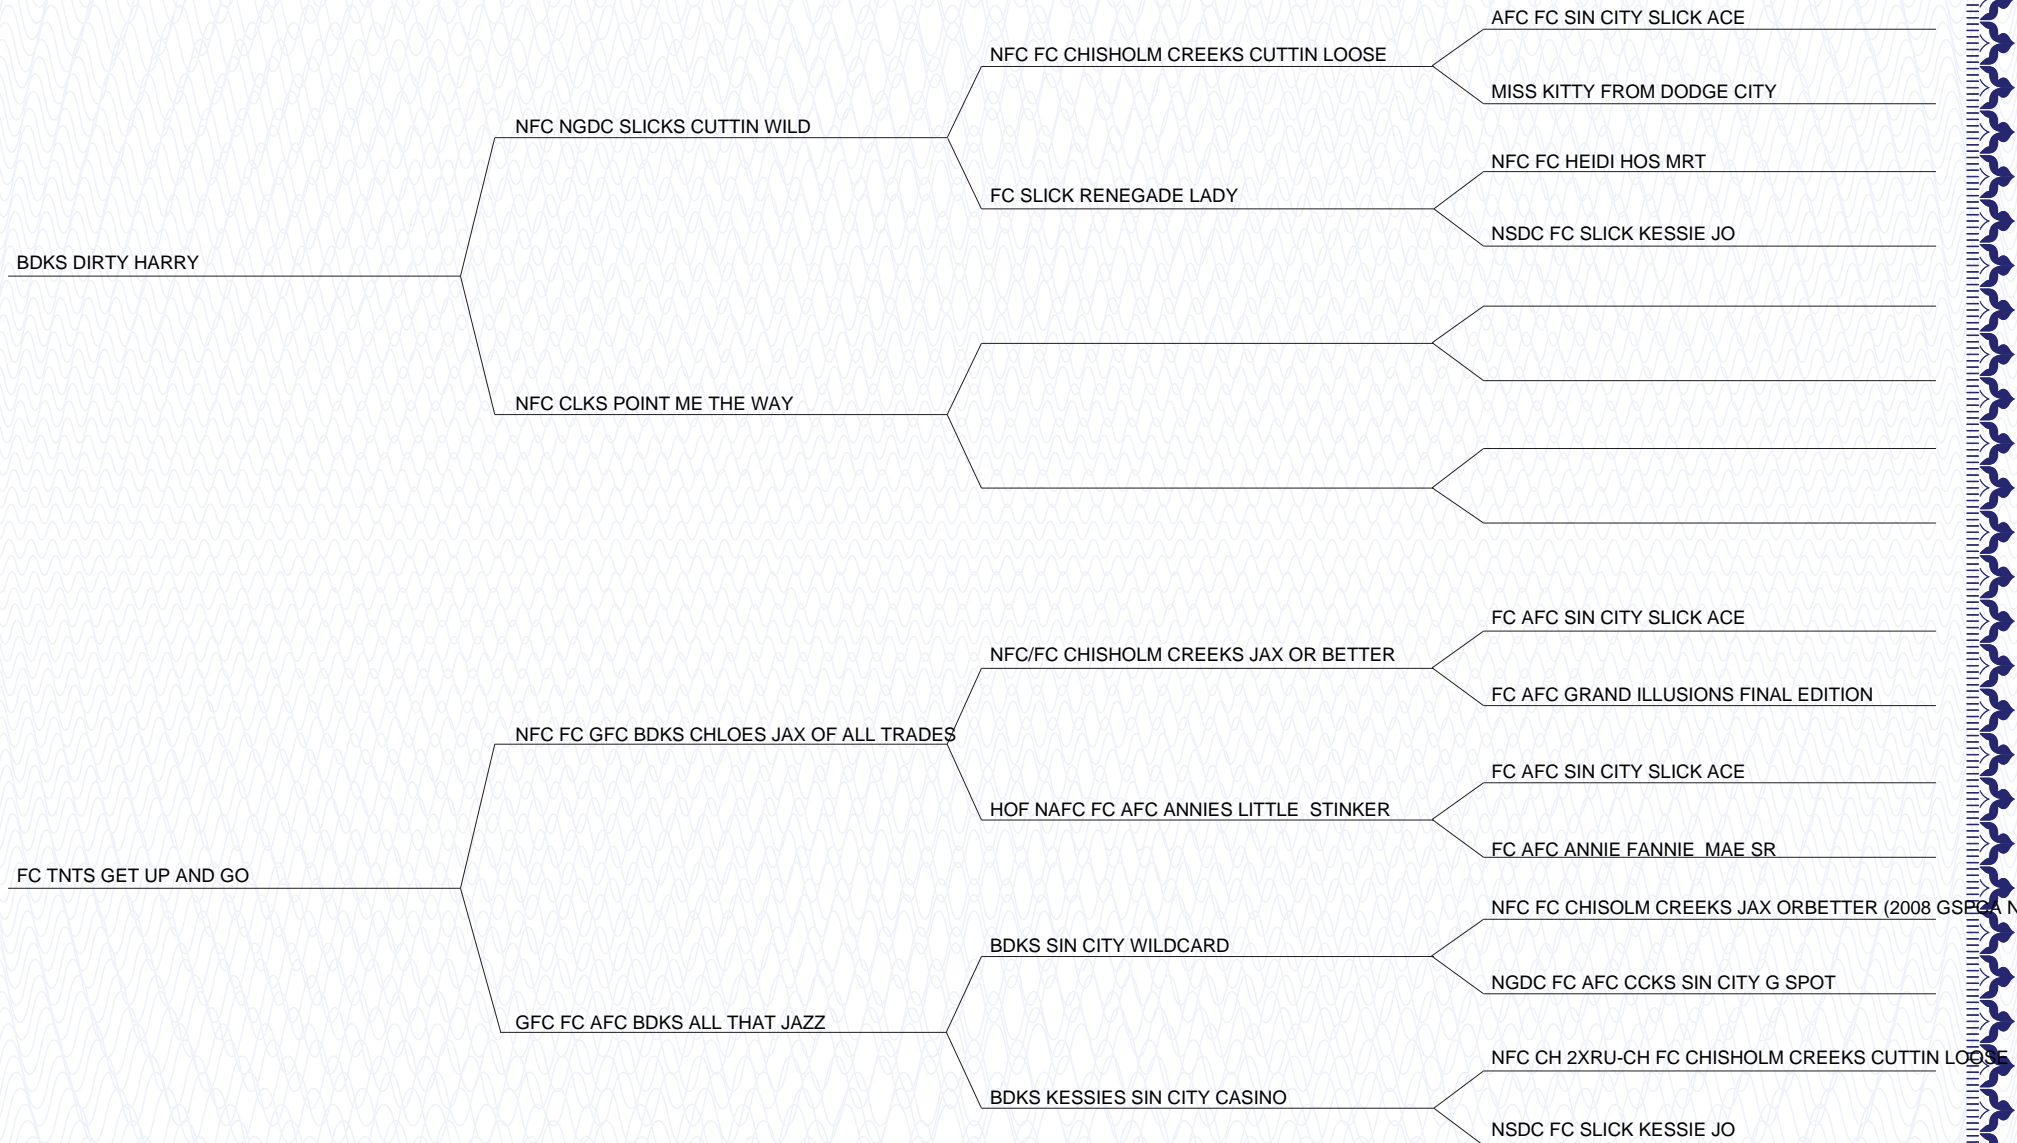 AFC FC SIN CITY SLICK ACE
NFC FC CHISHOLM CREEKS CUTTIN LOOSE
MISS KITTY FROM DODGE CITY
NFC NGDC SLICKS CUTTIN WILD
NFC FC HEIDI HOS MRT
FC SLICK RENEGADE LADY
NSDC FC SLICK KESSIE JO
BDKS DIRTY HARRY
NFC CLKS POINT ME THE WAY
FC AFC SIN CITY SLICK ACE
NFC/FC CHISHOLM CREEKS JAX OR BETTER
FC AFC GRAND ILLUSIONS FINAL EDITION
NFC FC GFC BDKS CHLOES JAX OF ALL TRADES
FC AFC SIN CITY SLICK ACE
HOF NAFC FC AFC ANNIES LITTLE  STINKER
FC AFC ANNIE FANNIE  MAE SR
FC TNTS GET UP AND GO
NFC FC CHISOLM CREEKS JAX ORBETTER (2008 GSPCA N
BDKS SIN CITY WILDCARD
NGDC FC AFC CCKS SIN CITY G SPOT
GFC FC AFC BDKS ALL THAT JAZZ
NFC CH 2XRU-CH FC CHISHOLM CREEKS CUTTIN LOOSE
BDKS KESSIES SIN CITY CASINO
NSDC FC SLICK KESSIE JO